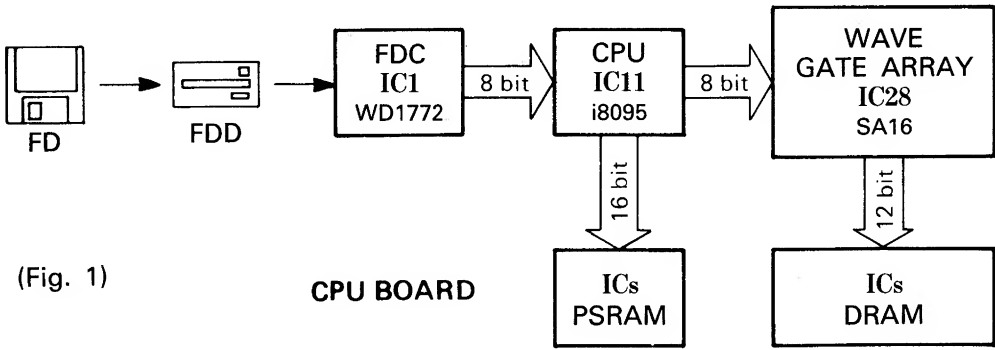 FD
FDD
FDC
IC1
WD1772
8 bit
CPU
IC11
i8095
8 bit
WAVE
GATE ARRAY
IC28
SA16
16 bit
12 bit
(Fig. 1)
CPU BOARD
ICs
PSRAM
ICs
DRAM